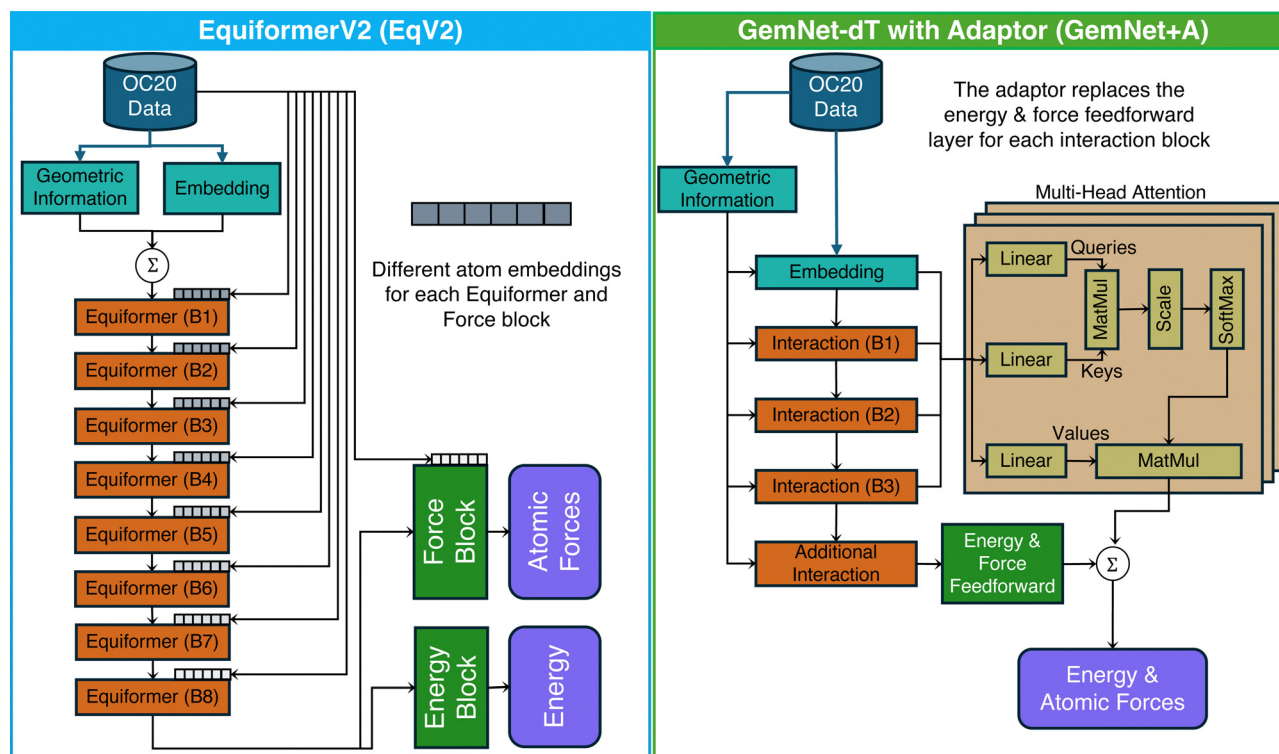 EquiformerV2 (EqV2)
OC20
Data
Geometric
Information
Embedding
Σ
Different atom embeddings
for each Equiformer and
Force block
Equiformer (B1)
Equiformer (B2)
Equiformer (B3)
Equiformer (B4)
Equiformer (B5)
Equiformer (B6)
Equiformer (B7)
Equiformer (B8)
Force
Block
Atomic
Forces
Energy
Block
Energy
GemNet-dT with Adaptor (GemNet+A)
OC20
Data
The adaptor replaces the
energy & force feedforward
layer for each interaction block
Geometric
Information
Embedding
Interaction (B1)
Interaction (B2)
Interaction (B3)
Additional
Interaction
Energy &
Force
Feedforward
Multi-Head Attention
Linear
Queries
MatMul
Scale
SoftMax
Linear
Keys
Values
Linear
MatMul
Σ
Energy &
Atomic Forces